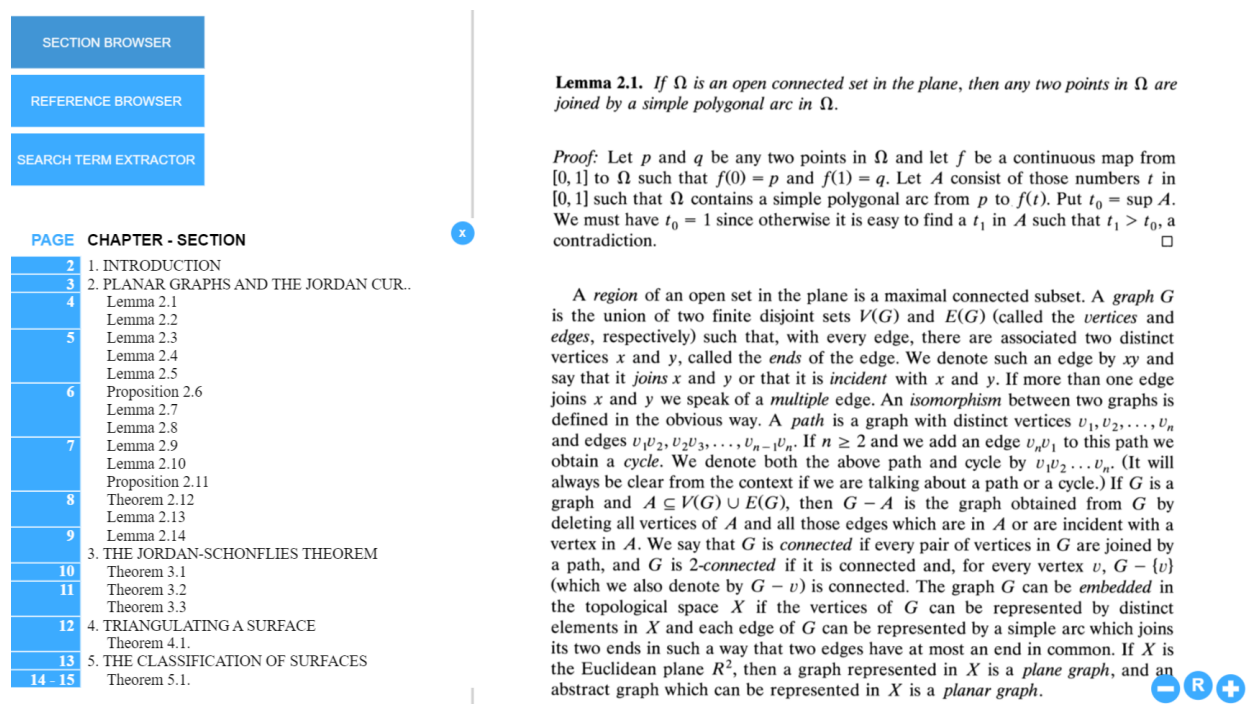 SECTION BROWSER
REFERENCE BROWSER
SEARCH TERM EXTRACTOR
PAGE CHAPTER - SECTION
x
2 1. INTRODUCTION
3 2. PLANAR GRAPHS AND THE JORDAN CUR..
4 Lemma 2.1
Lemma 2.2
5 Lemma 2.3
Lemma 2.4
Lemma 2.5
6 Proposition 2.6
Lemma 2.7
Lemma 2.8
7 Lemma 2.9
Lemma 2.10
Proposition 2.11
8 Theorem 2.12
Lemma 2.13
9 Lemma 2.14
3. THE JORDAN-SCHONFLIES THEOREM
10 Theorem 3.1
11 Theorem 3.2
Theorem 3.3
12 4. TRIANGULATING A SURFACE
Theorem 4.1.
13 5. THE CLASSIFICATION OF SURFACES
14 - 15 Theorem 5.1.
Lemma 2.1. If Ω is an open connected set in the plane, then any two points in Ω are
joined by a simple polygonal arc in Ω.
Proof: Let p and q be any two points in Ω and let f be a continuous map from
[0, 1] to Ω such that f(0) = p and f(1) = q. Let A consist of those numbers t in
[0, 1] such that Ω contains a simple polygonal arc from p to f(t). Put t₀ = sup A.
We must have t₀ = 1 since otherwise it is easy to find a t₁ in A such that t₁ > t₀, a
contradiction. □
A region of an open set in the plane is a maximal connected subset. A graph G
is the union of two finite disjoint sets V(G) and E(G) (called the vertices and
edges, respectively) such that, with every edge, there are associated two distinct
vertices x and y, called the ends of the edge. We denote such an edge by xy and
say that it joins x and y or that it is incident with x and y. If more than one edge
joins x and y we speak of a multiple edge. An isomorphism between two graphs is
defined in the obvious way. A path is a graph with distinct vertices v₁, v₂, . . . , vₙ
and edges v₁v₂, v₂v₃, . . . , vₙ₋₁vₙ. If n ≥ 2 and we add an edge vₙv₁ to this path we
obtain a cycle. We denote both the above path and cycle by v₁v₂ . . . vₙ. (It will
always be clear from the context if we are talking about a path or a cycle.) If G is a
graph and A ⊆ V(G) ∪ E(G), then G − A is the graph obtained from G by
deleting all vertices of A and all those edges which are in A or are incident with a
vertex in A. We say that G is connected if every pair of vertices in G are joined by
a path, and G is 2-connected if it is connected and, for every vertex v, G − {v}
(which we also denote by G − v) is connected. The graph G can be embedded in
the topological space X if the vertices of G can be represented by distinct
elements in X and each edge of G can be represented by a simple arc which joins
its two ends in such a way that two edges have at most an end in common. If X is
the Euclidean plane R², then a graph represented in X is a plane graph, and an
abstract graph which can be represented in X is a planar graph.
R